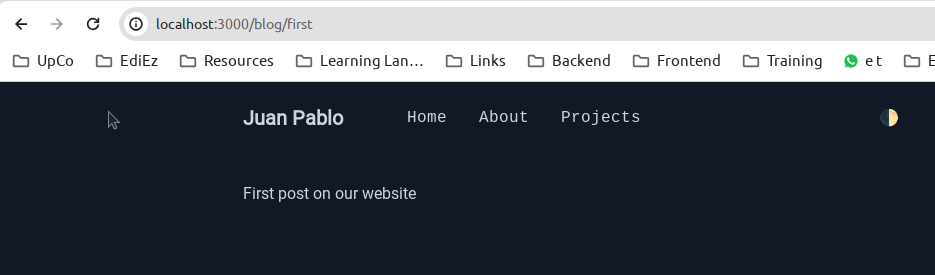 localhost:3000/blog/first
UpCo EdiEz Resources Learning Lan… Links Backend Frontend Training e t E
Juan Pablo Home About Projects
First post on our website